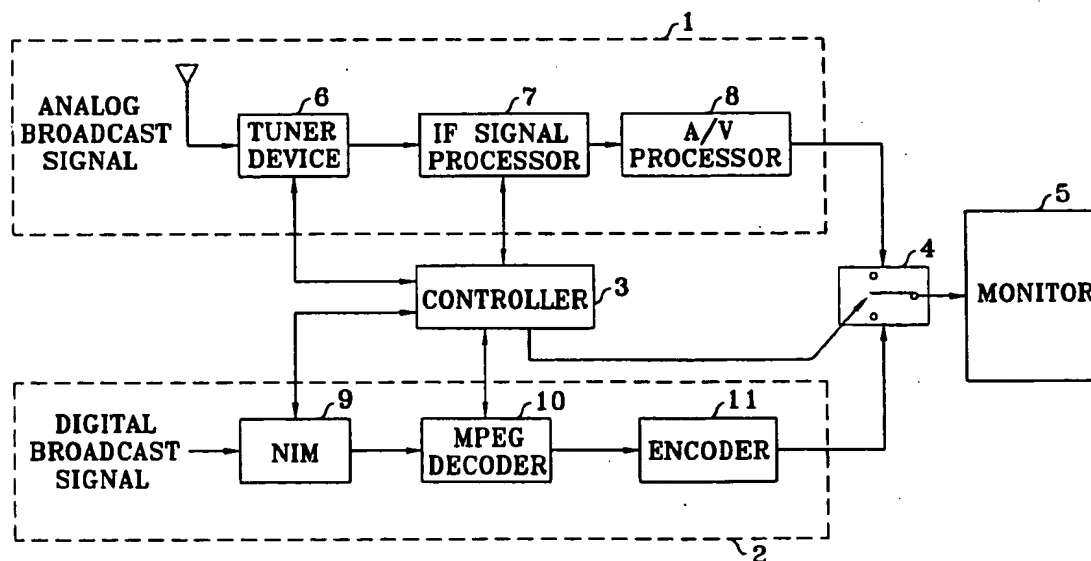 1
ANALOG
BROADCAST
SIGNAL
6
TUNER
DEVICE
7
IF SIGNAL
PROCESSOR
8
A/V
PROCESSOR
5
MONITOR
4
CONTROLLER
3
DIGITAL
BROADCAST
SIGNAL
9
NIM
10
MPEG
DECODER
11
ENCODER
2